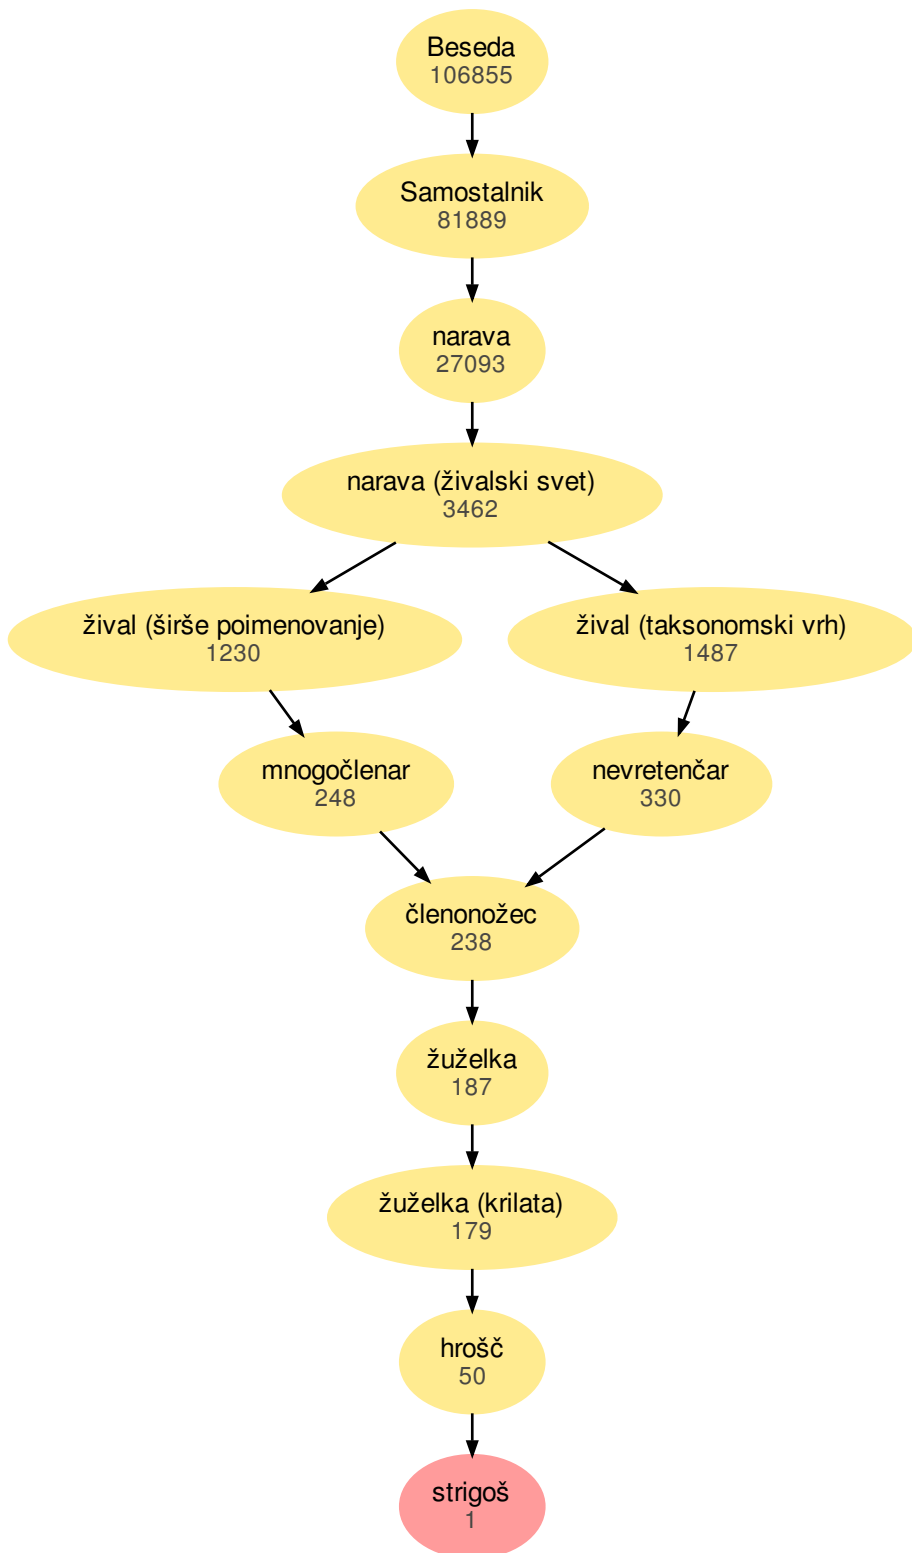 Beseda
106855
Samostalnik
81889
narava
27093
narava (živalski svet)
3462
žival (širše poimenovanje)
1230
žival (taksonomski vrh)
1487
mnogočlenar
248
nevretenčar
330
členonožec
238
žuželka
187
žuželka (krilata)
179
hrošč
50
strigoš
1